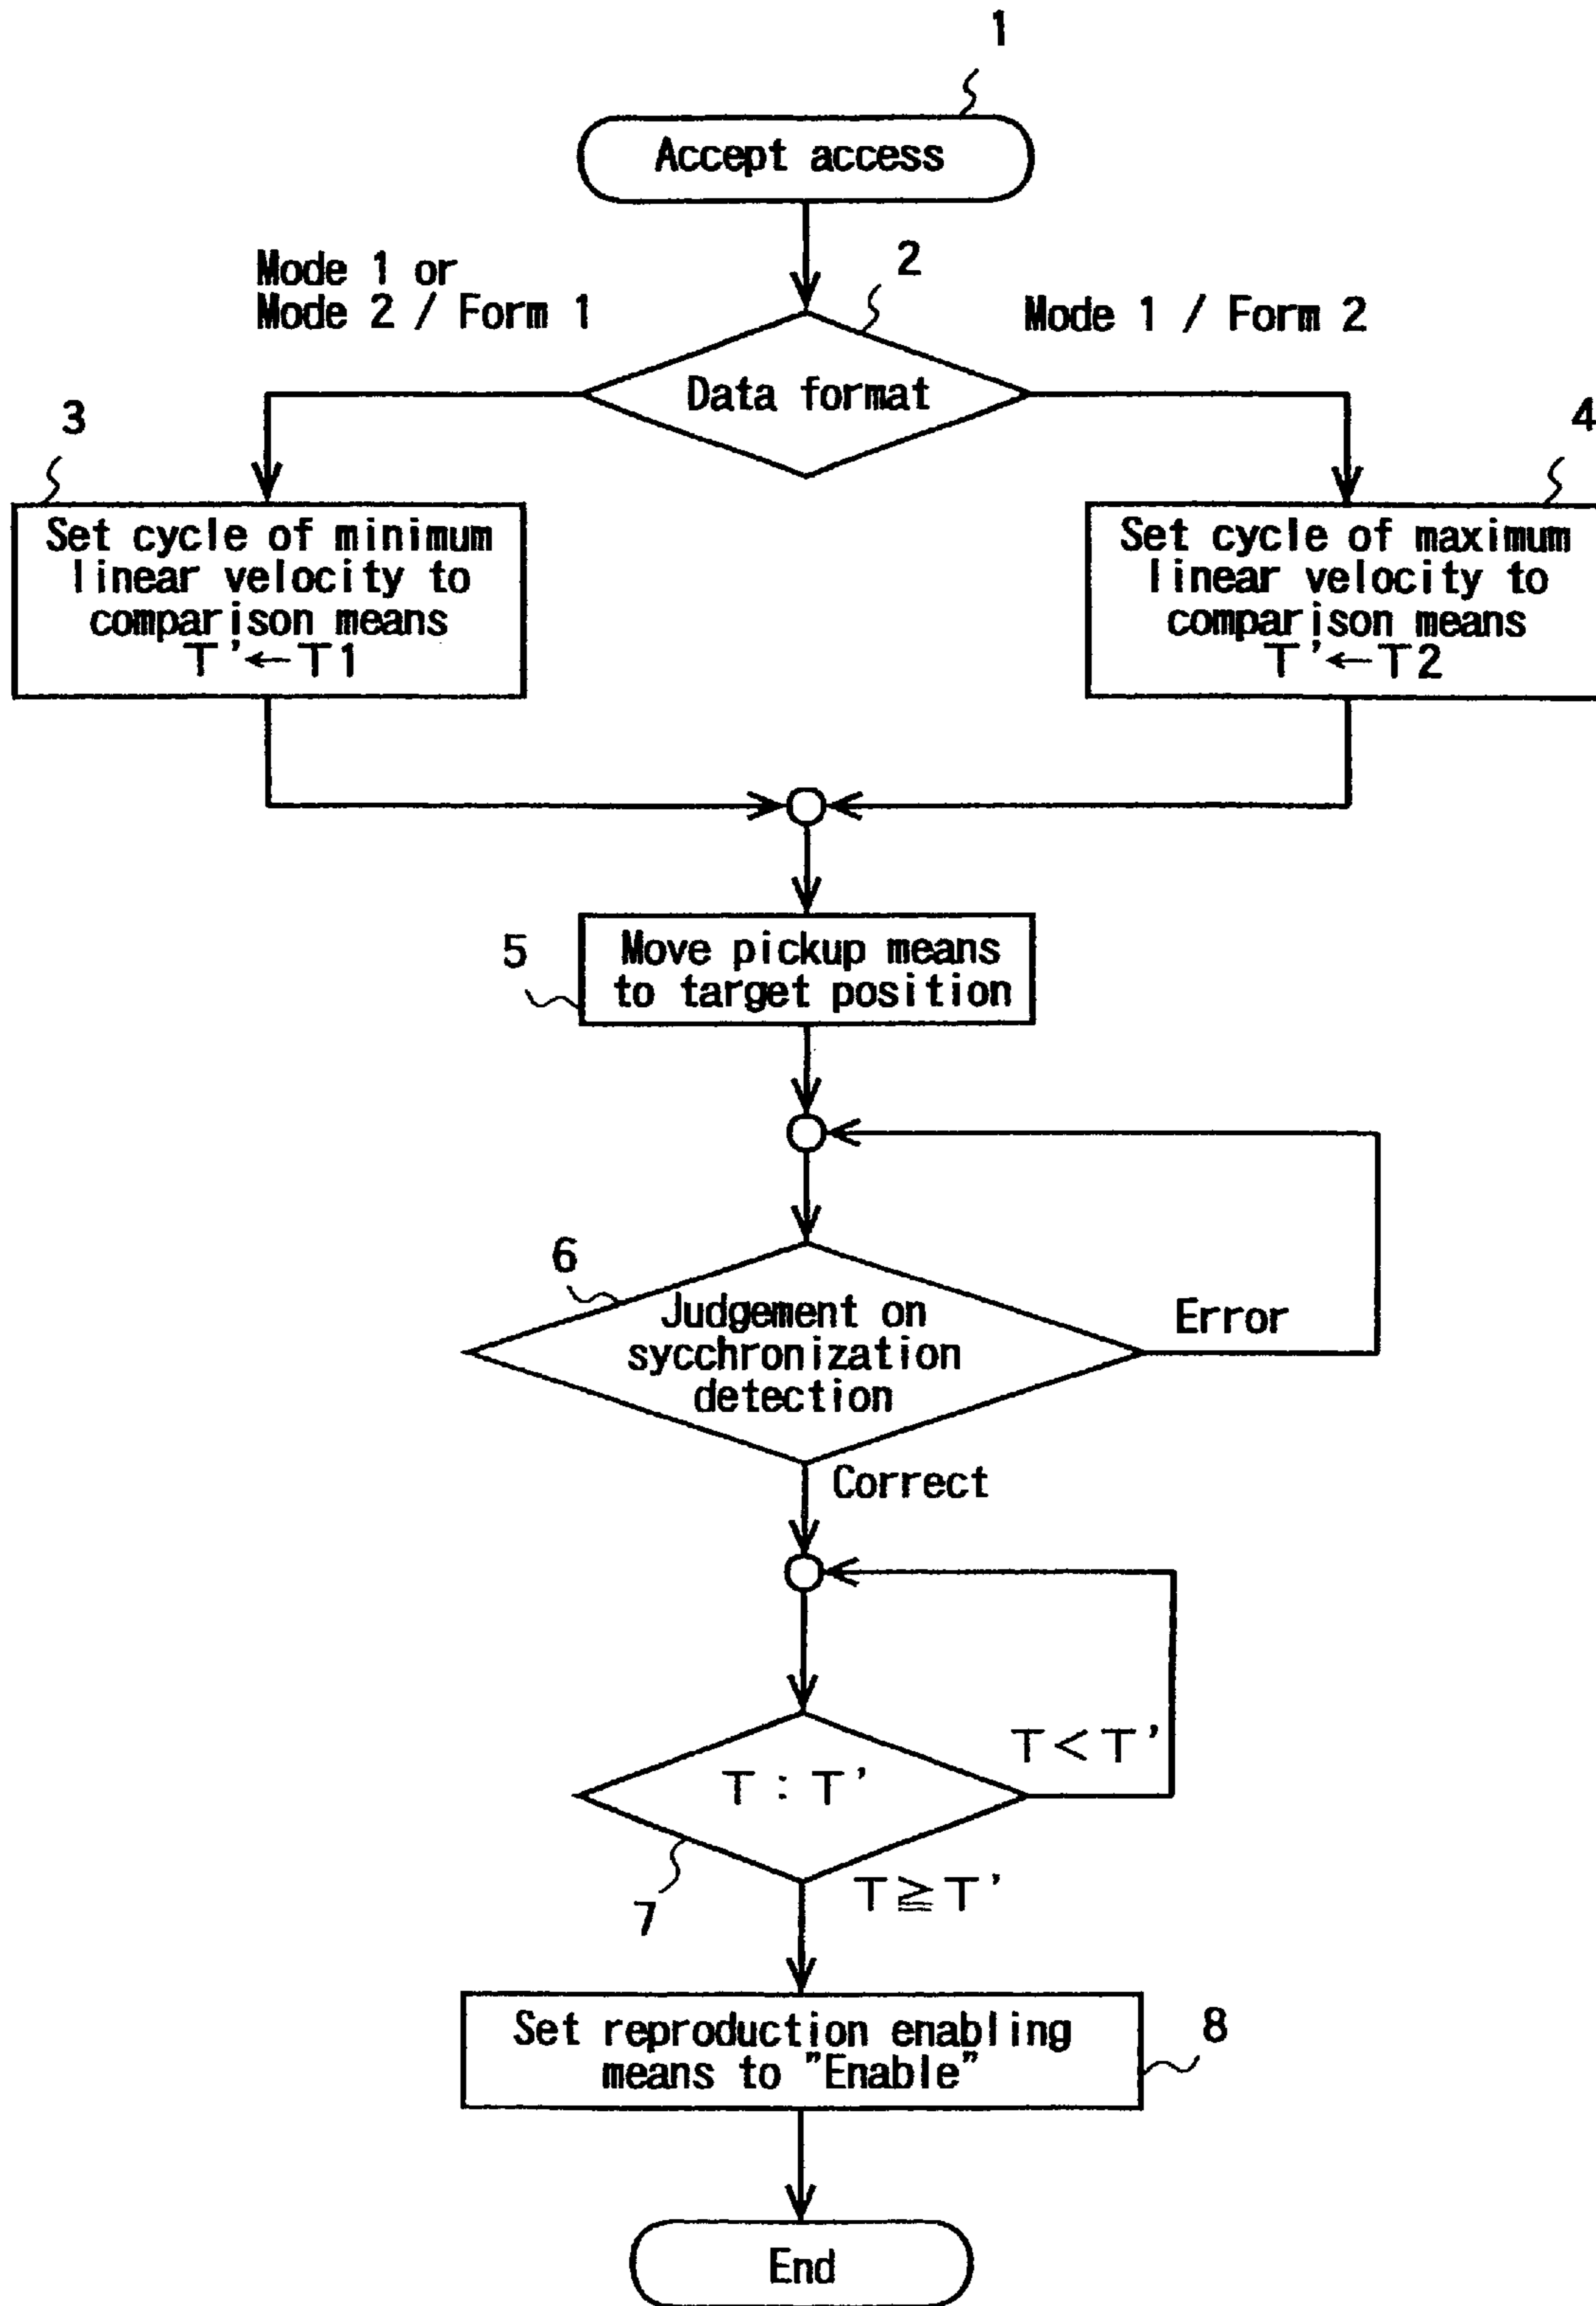 1
Accept access
2
Mode 1 or
Mode 2 / Form 1
Mode 1 / Form 2
Data format
3
4
Set cycle of minimum
linear velocity to
comparison means
T'←T1
Set cycle of maximum
linear velocity to
comparison means
T'←T2
5
Move pickup means
to target position
6
Judgement on
sycchronization
detection
Error
Correct
T<T'
T:T'
7
T≧T'
Set reproduction enabling
means to "Enable"
8
End